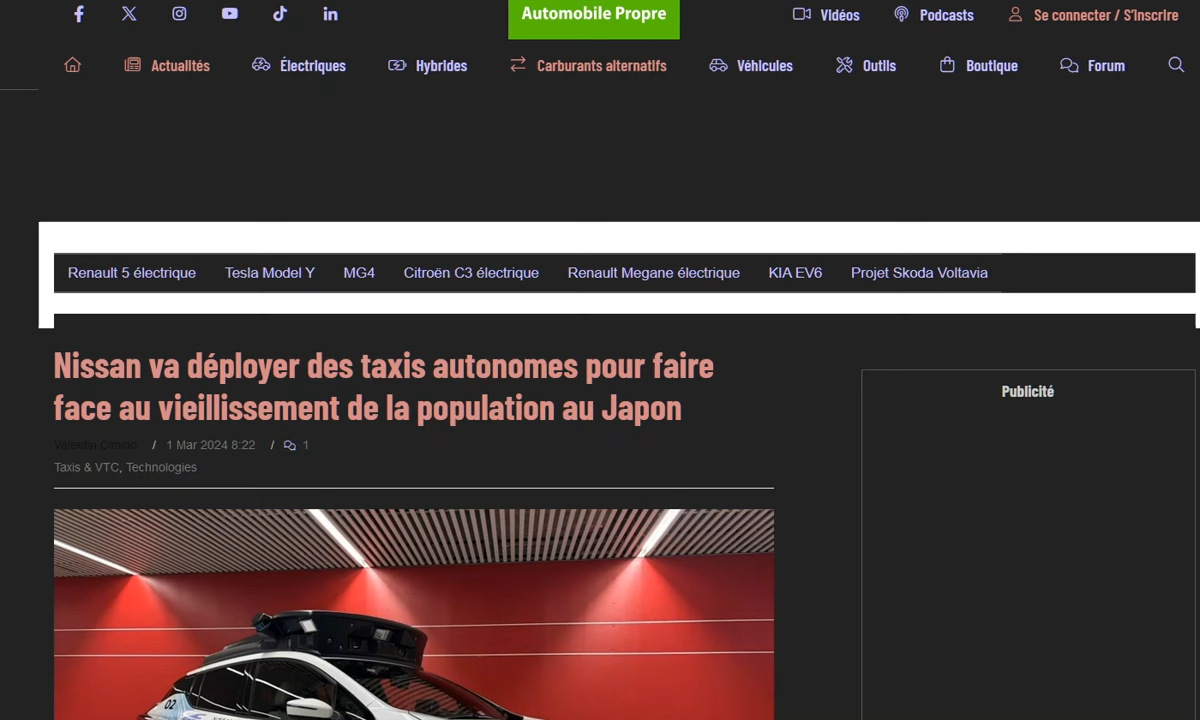 Automobile Propre
Vidéos
Podcasts
Se connecter / S'inscrire
Actualités
Électriques
Hybrides
Carburants alternatifs
Véhicules
Outils
Boutique
Forum
Renault 5 électrique
Tesla Model Y
MG4
Citroën C3 électrique
Renault Megane électrique
KIA EV6
Projet Skoda Voltavia
Nissan va déployer des taxis autonomes pour faire
face au vieillissement de la population au Japon
Valentin Cimino / 1 Mar 2024 8:22 / 1
Taxis & VTC, Technologies
Publicité
02